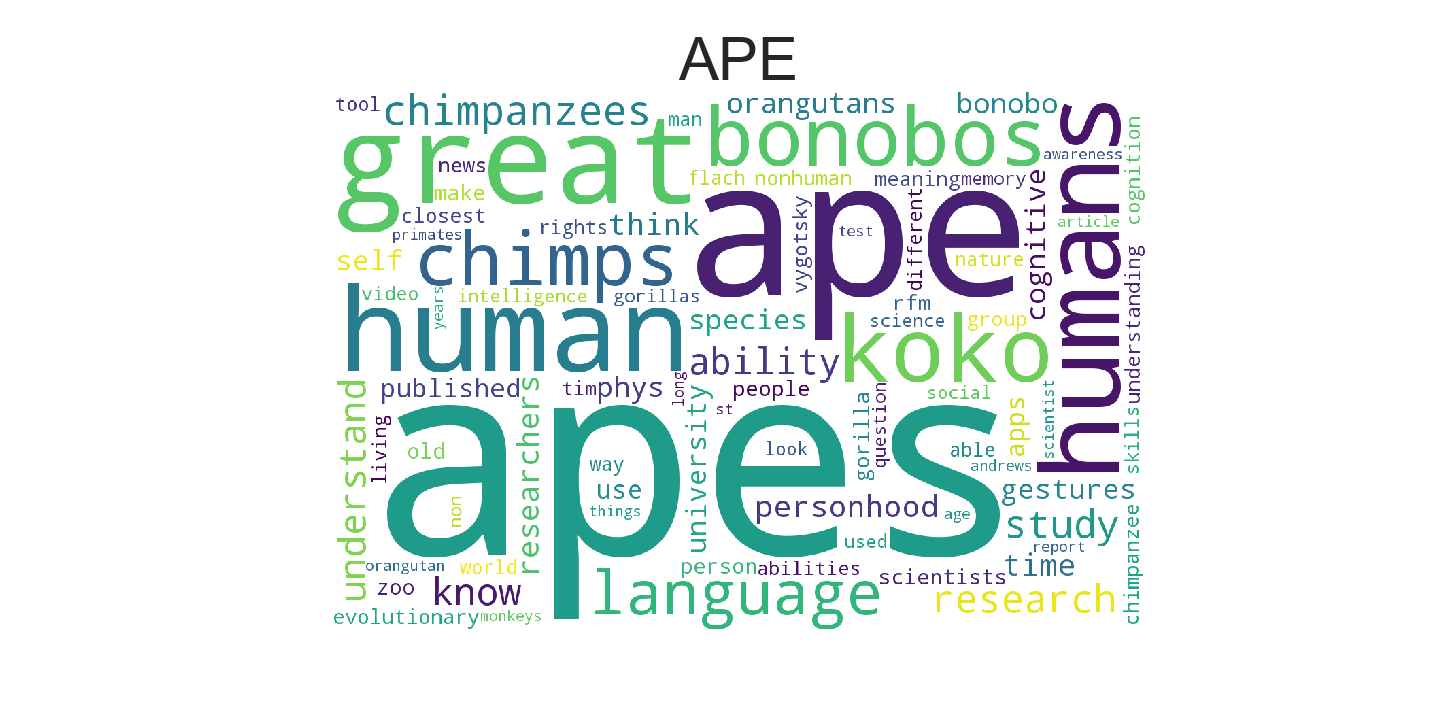 APE
tool
chimpanzees
man
orangutans
bonobo
great
bonobos
humans
awareness
cognition
news
make
flach
nonhuman
meaning
memory
closest
primates
rights
think
ape
vygotsky
test
different
cognitive
article
self
chimps
nature
video
years
intelligence
gorillas
rfm
science
group
understanding
human
species
koko
ability
published
tim
phys
long
people
st
social
scientist
understand
researchers
university
gorilla
question
apps
skills
living
old
apes
way
look
able
andrews
use
things
personhood
age
gestures
non
used
study
report
chimpanzee
orangutan
world
person
abilities
scientists
time
zoo
know
language
research
evolutionary
monkeys